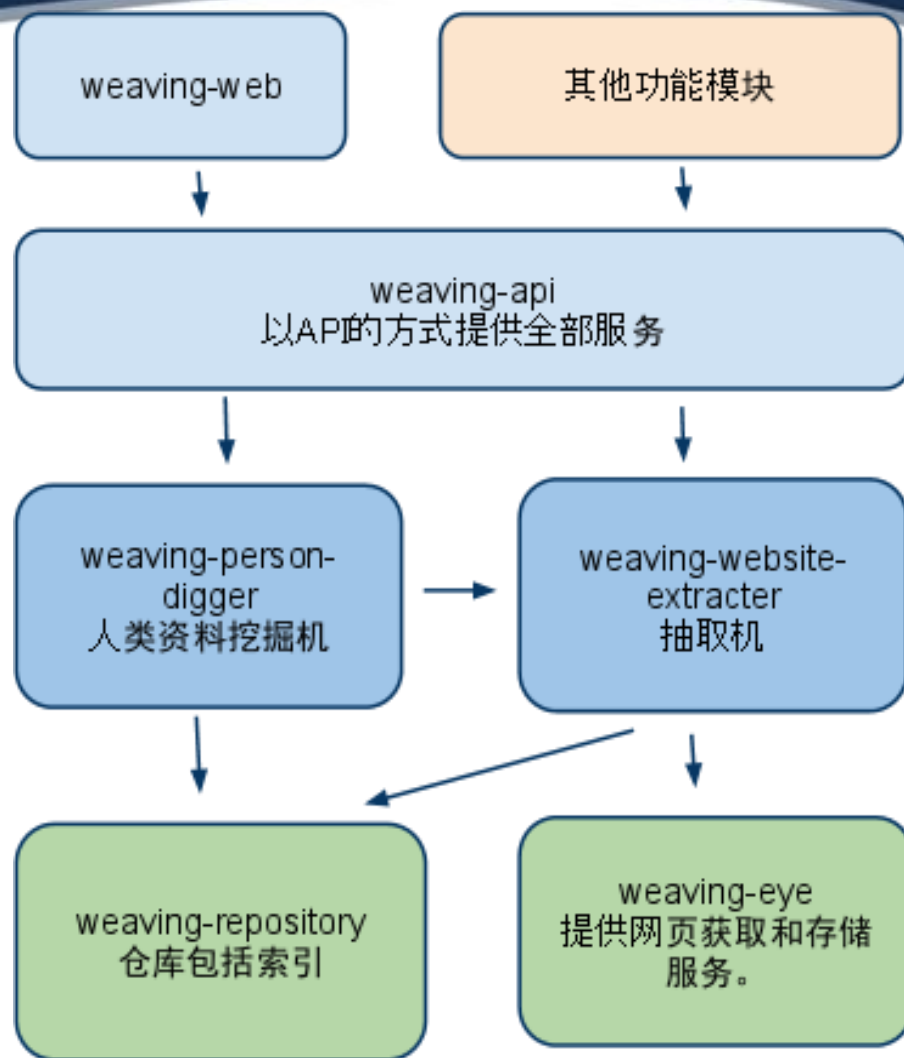 weaving-web
其他功能模块
weaving-api
以API的方式提供全部服务
weaving-person-
digger
人类资料挖掘机
weaving-website-
extracter
抽取机
weaving-repository
仓库包括索引
weaving-eye
提供网页获取和存储
服务。